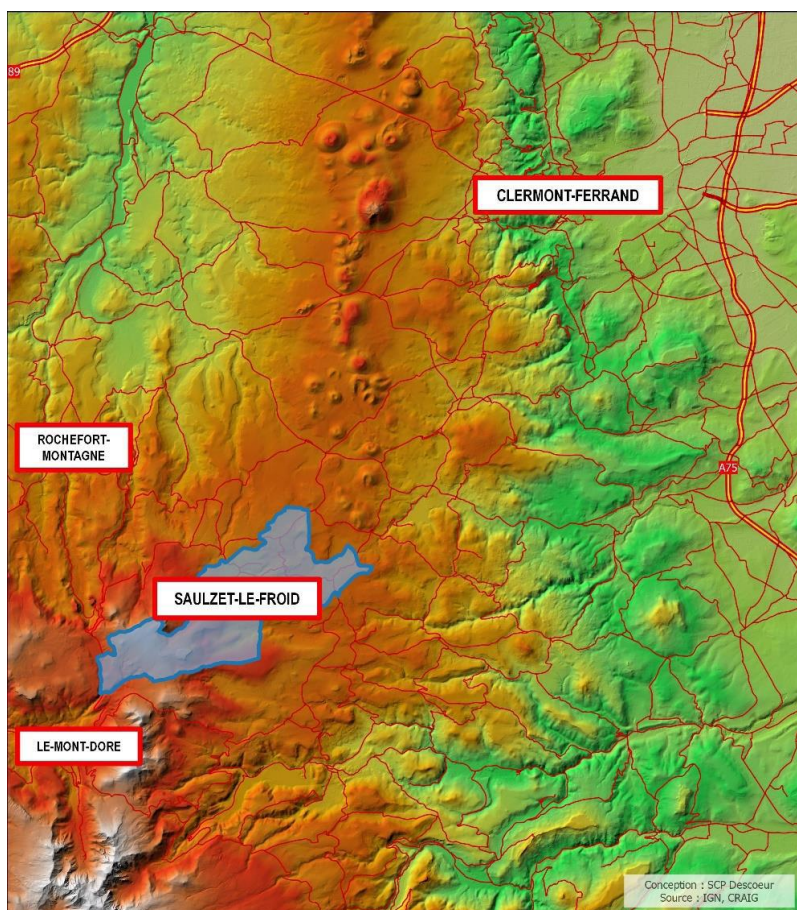 89
CLERMONT-FERRAND
ROCHEFORT-
MONTAGNE
A75
SAULZET-LE-FROID
LE-MONT-DORE
Conception : SCP Descoeur
Source : IGN, CRAIG